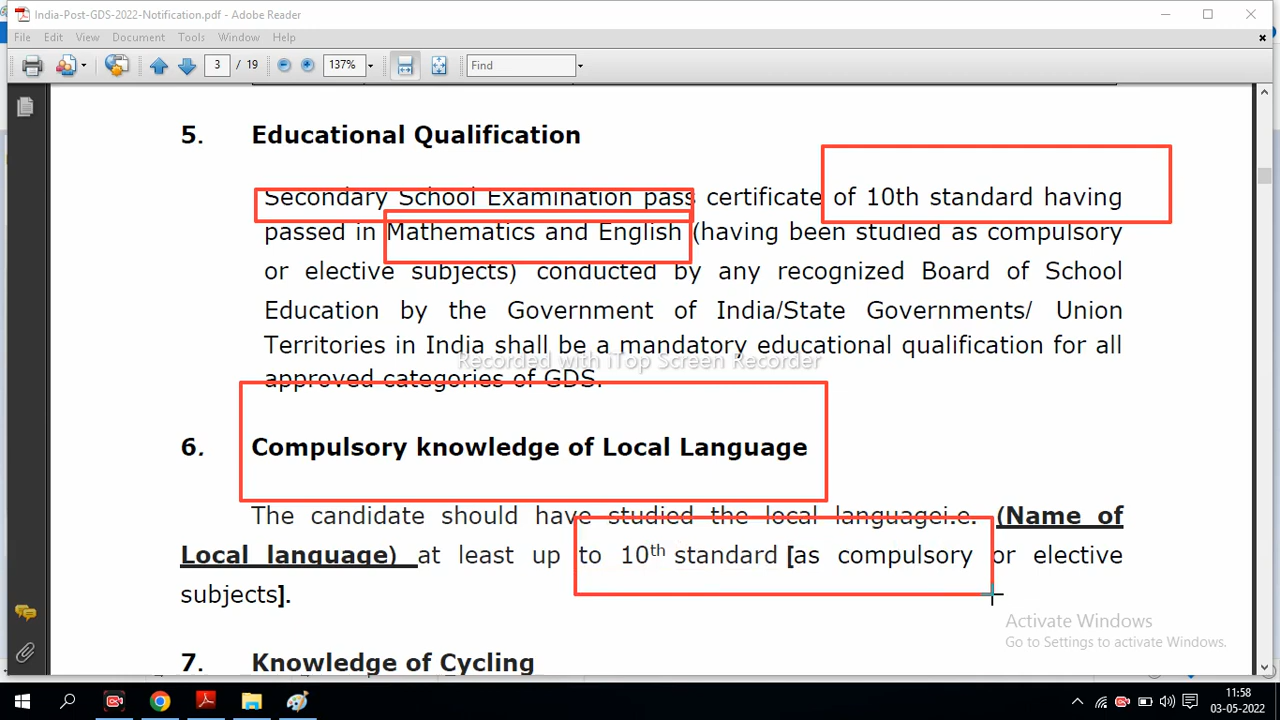 India-Post-GDS-2022-Notification.pdf - Adobe Reader
File Edit View Document Tools Window Help
3 / 19 137% Find
5. Educational Qualification
Secondary School Examination pass certificate of 10th standard having
passed in Mathematics and English (having been studied as compulsory
or elective subjects) conducted by any recognized Board of School
Education by the Government of India/State Governments/ Union
Territories in India shall be a mandatory educational qualification for all
Recorded with iTop Screen Recorder
approved categories of GDS.
6. Compulsory knowledge of Local Language
The candidate should have studied the local languagei.e. (Name of
Local language) at least up to 10th standard [as compulsory or elective
subjects].
Activate Windows
Go to Settings to activate Windows.
7. Knowledge of Cycling
11:58
03-05-2022